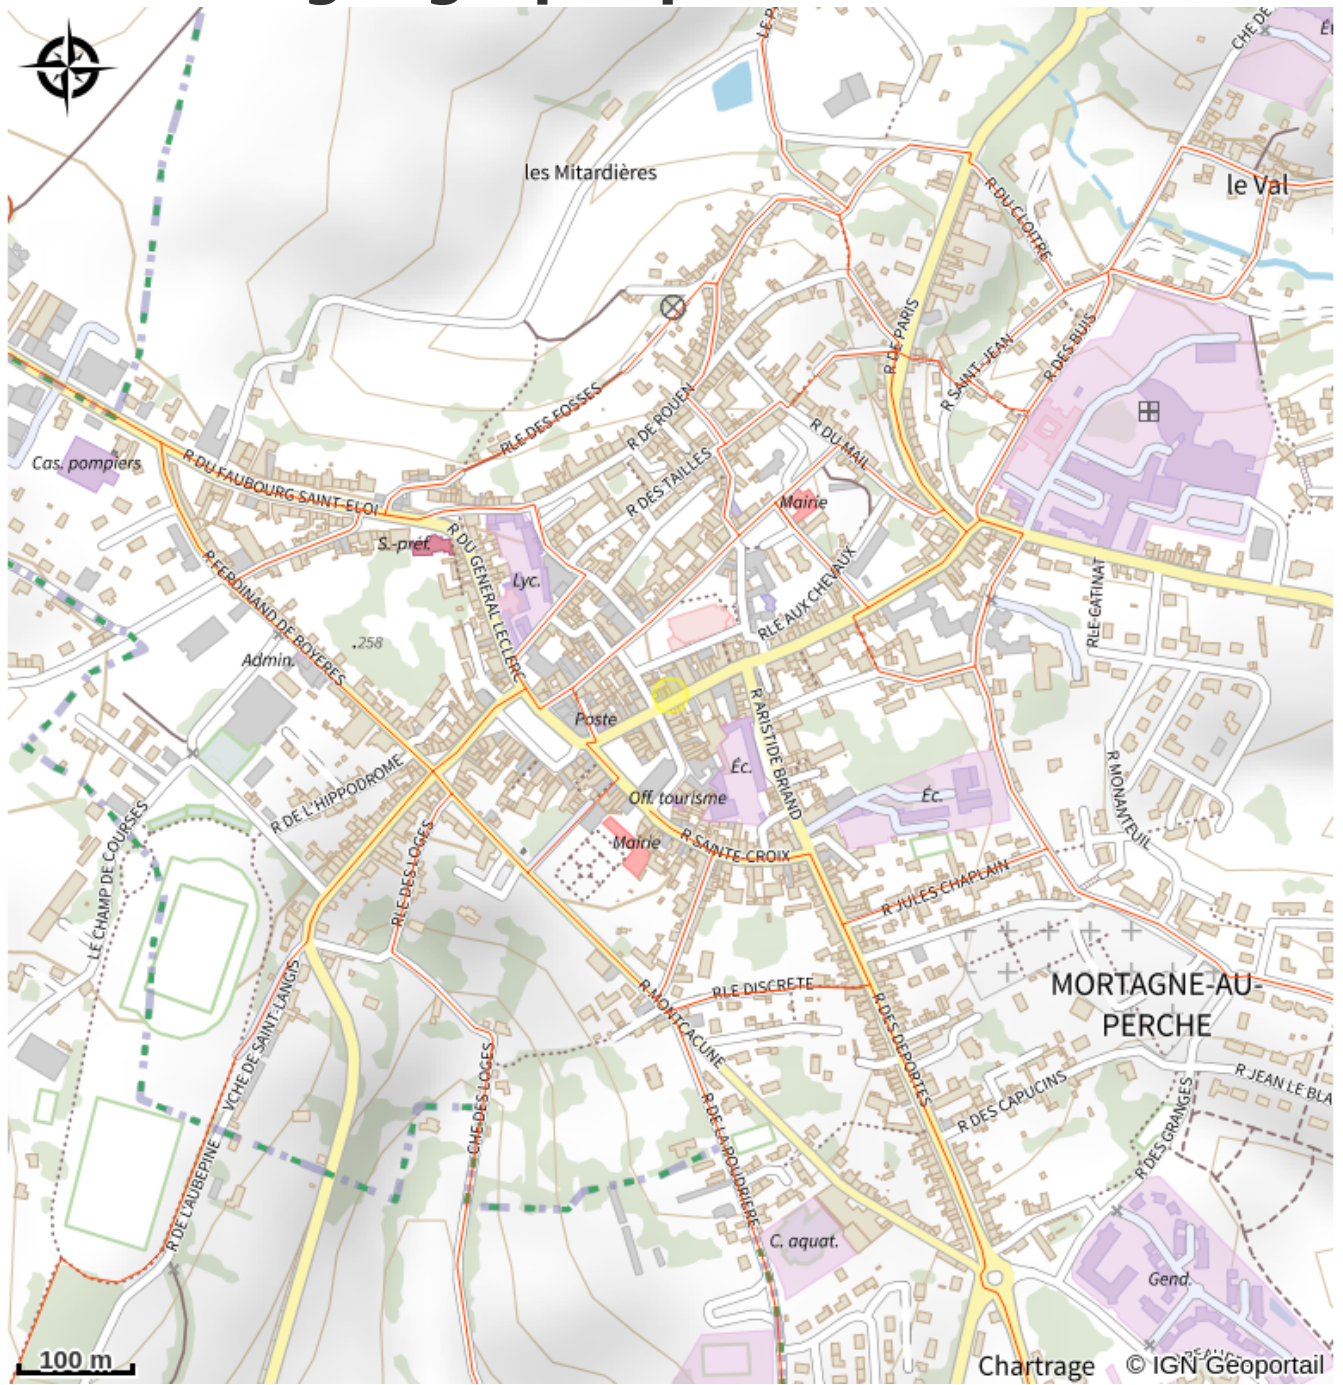 les Mitardières
le Val
R DU CLOITRE
R DE PARIS
R SAINT-JEAN
R DES BUIS
RLE DES FOSSES
R DE ROUEN
R DU MAIL
R DES TAILLES
Cas. pompiers
R DU FAUBOURG SAINT-ELOI
Mairie
S.-préf.
R DU GENERAL LECLERC
Lyc.
R FERDINAND DE BOYERES
RLE AUX CHEVAUX
RLE CATINAT
.258
Admin.
Poste
R ARISTIDE BRIAND
Éc.
Éc.
Off. tourisme
R MONANTEUIL
R DE L'HIPPODROME
Mairie
R SAINTE-CROIX
LE CHAMP DE COURSES
RLE DES LOGES
R JULES CHAPLAIN
MORTAGNE-AU-
PERCHE
RLE DISCRETE
R MONTCACUNE
R DES DEPORTES
VCHE DE SAINT-LANGIS
CHE DES LOGES
R DES CAPUCINS
R JEAN LE BLA
R DES GRANGES
R DE L'AUBEPINE
R DE LA POUDRIERE
C. aquat.
Gend.
100 m
Chartrage
© IGN Geoportail
CHE DE